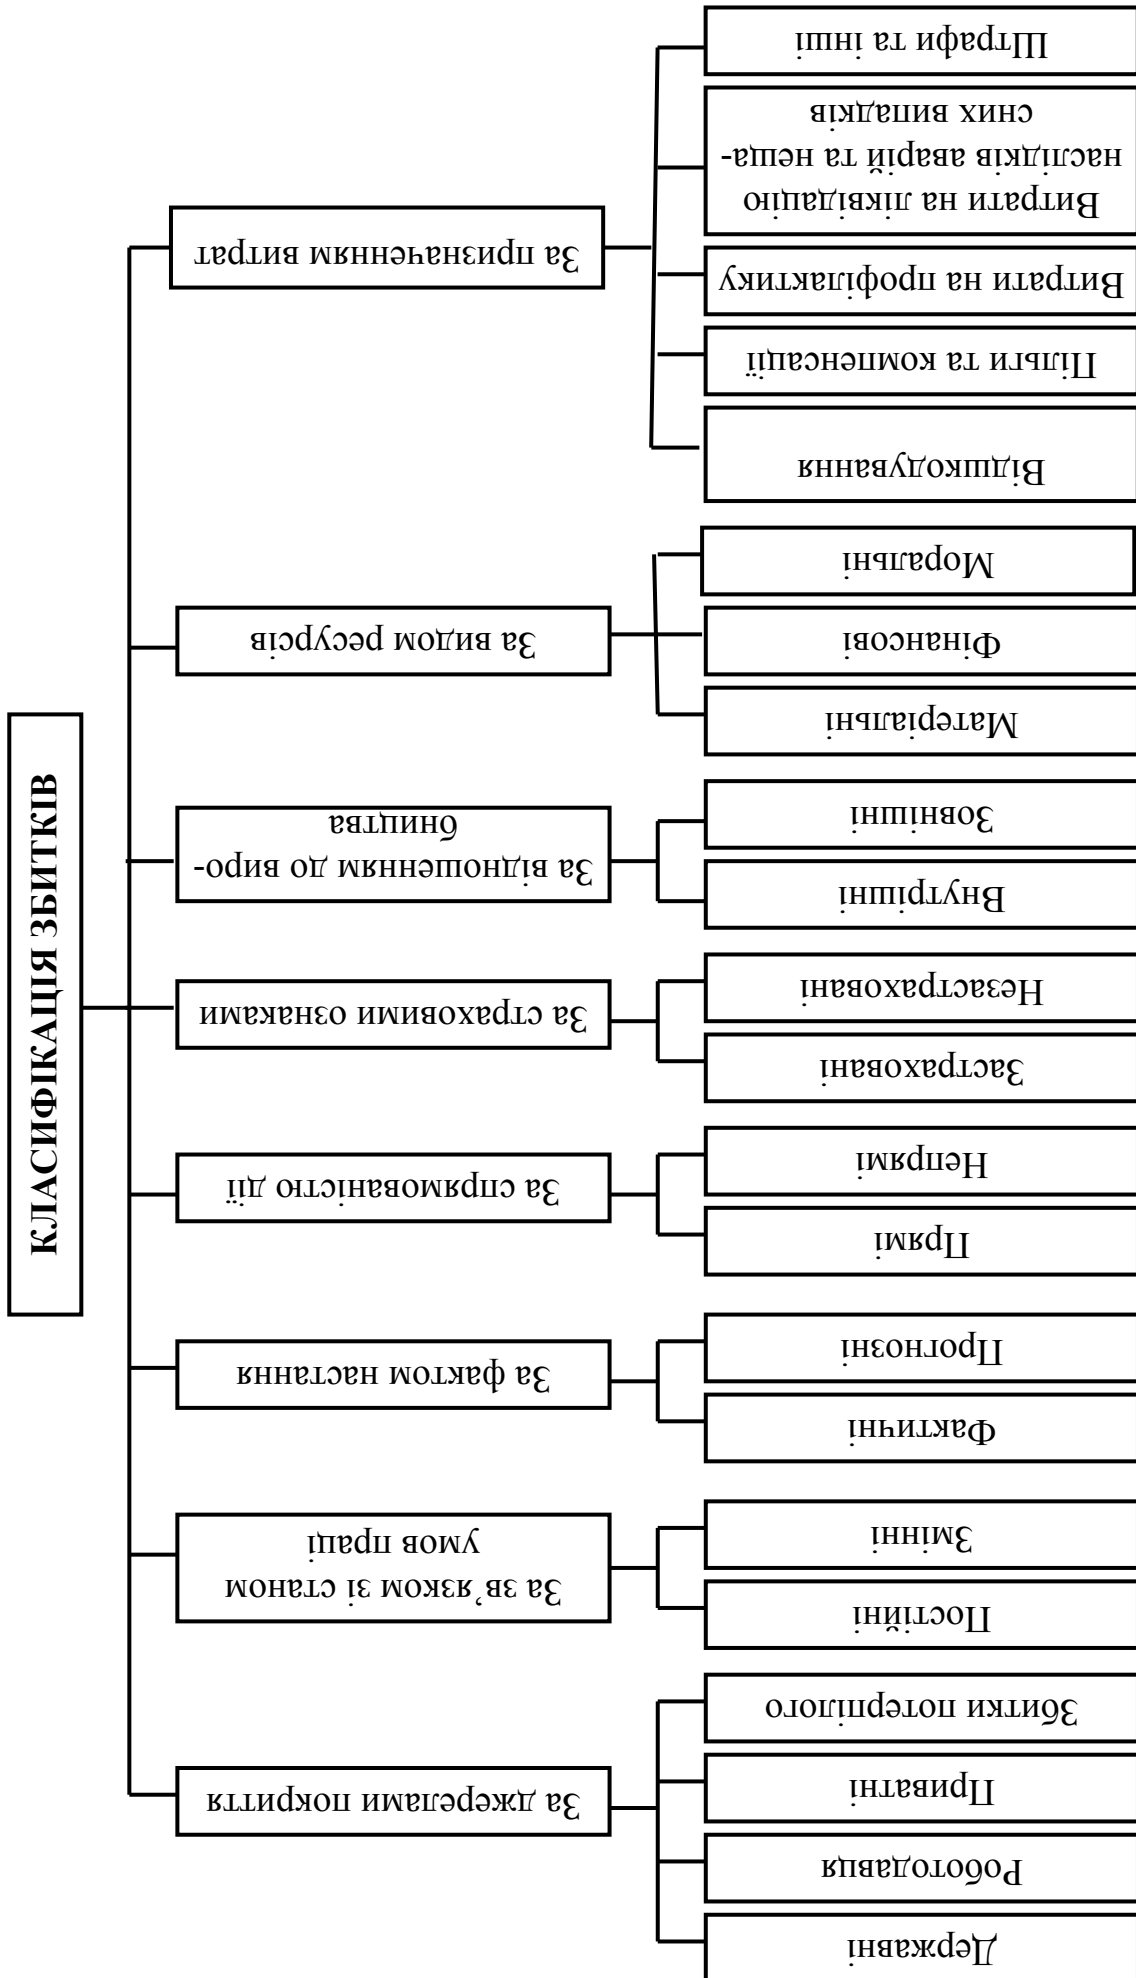 КЛАСИФІКАЦІЯ ЗБИТКІВ
За джерелами покриття
Державні
Роботодавця
Приватні
Збитки потерпілого
За зв’язком зі станом
умов праці
Постійні
Змінні
За фактом настання
Фактичні
Прогнозні
За спрямованістю дії
Прямі
Непрямі
За страховими ознаками
Застраховані
Незастраховані
За відношенням до виро-
бництва
Внутрішні
Зовнішні
За видом ресурсів
Матеріальні
Фінансові
Моральні
За призначенням витрат
Відшкодування
Пільги та компенсації
Витрати на профілактику
Витрати на ліквідацію
наслідків аварій та неща-
сних випадків
Штрафи та інші